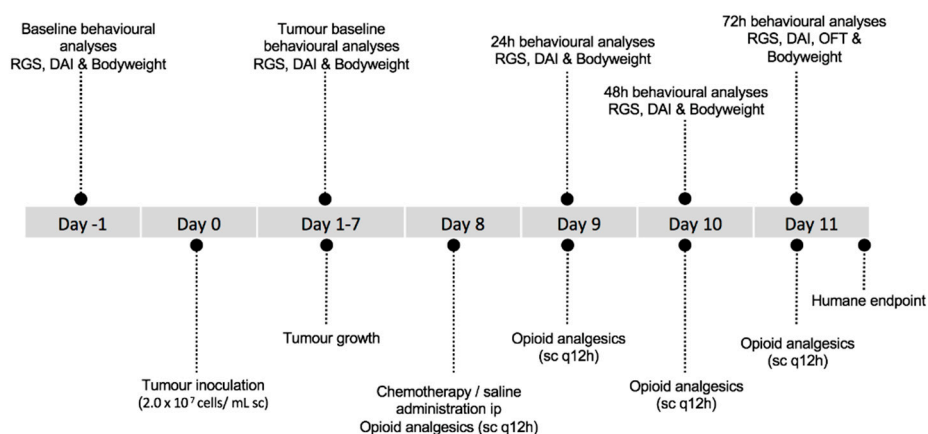 Baseline behavioural
analyses
RGS, DAI & Bodyweight
Tumour baseline
behavioural analyses
RGS, DAI & Bodyweight
24h behavioural analyses
RGS, DAI & Bodyweight
48h behavioural analyses
RGS, DAI & Bodyweight
72h behavioural analyses
RGS, DAI, OFT &
Bodyweight
Day -1
Day 0
Day 1-7
Day 8
Day 9
Day 10
Day 11
Tumour inoculation
(2.0 x 10⁷ cells/ mL sc)
Tumour growth
Chemotherapy / saline
administration ip
Opioid analgesics (sc q12h)
Opioid analgesics
(sc q12h)
Opioid analgesics
(sc q12h)
Opioid analgesics
(sc q12h)
Humane endpoint